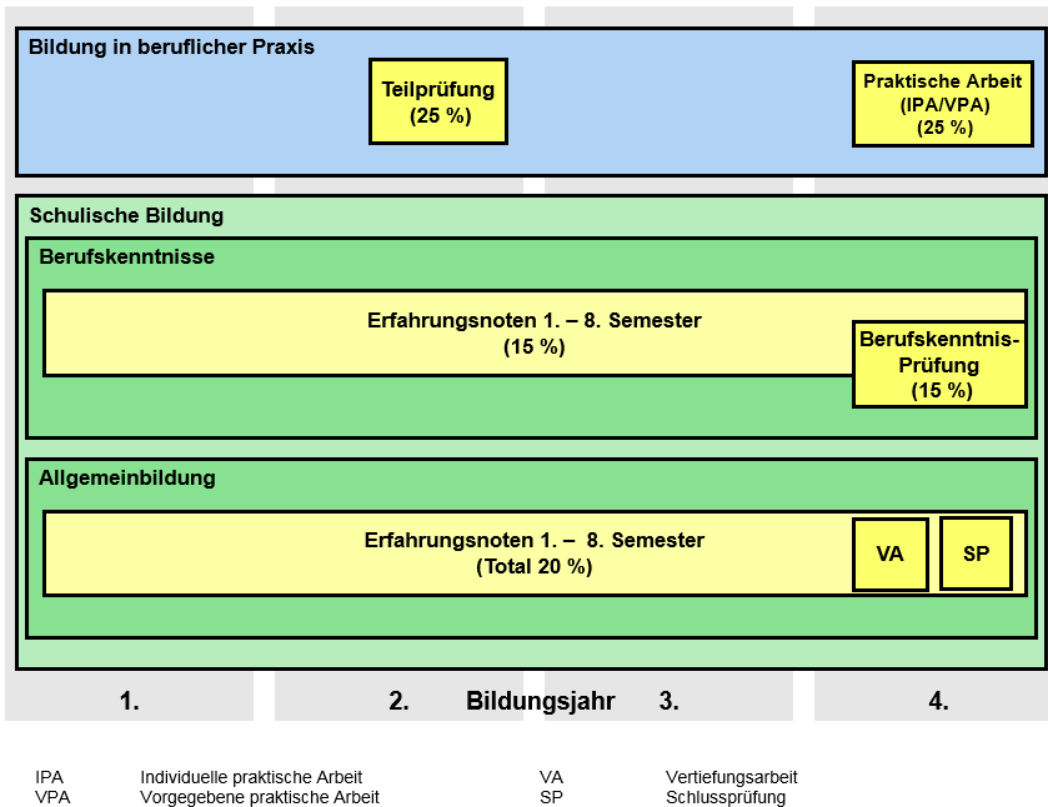 Bildung in beruflicher Praxis
Teilprüfung
(25 %)
Praktische Arbeit
(IPA/VPA)
(25 %)
Schulische Bildung
Berufskenntnisse
Erfahrungsnoten 1. – 8. Semester
(15 %)
Berufskenntnis-
Prüfung
(15 %)
Allgemeinbildung
Erfahrungsnoten 1. – 8. Semester
(Total 20 %)
VA
SP
1. 2. Bildungsjahr 3. 4.
IPA Individuelle praktische Arbeit VA Vertiefungsarbeit
VPA Vorgegebene praktische Arbeit SP Schlussprüfung